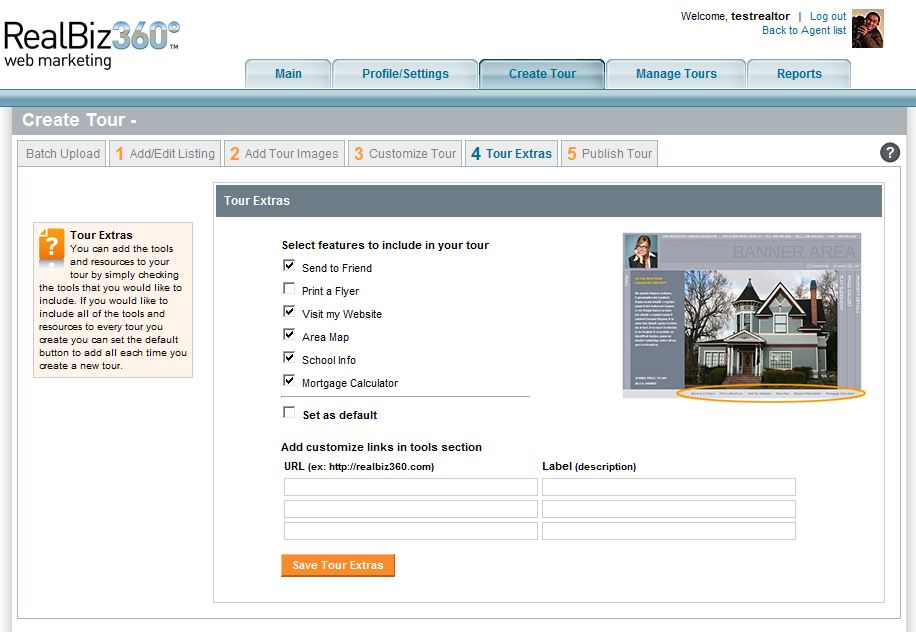 Welcome, testrealtor | Log out
Back to Agent list
RealBiz360°™
web marketing
Main
Profile/Settings
Create Tour
Manage Tours
Reports
Create Tour -
Batch Upload
1 Add/Edit Listing
2 Add Tour Images
3 Customize Tour
4 Tour Extras
5 Publish Tour
?
Tour Extras
?
Tour Extras
You can add the tools
and resources to your
tour by simply checking
the tools that you would like to
include. If you would like to
include all of the tools and
resources to every tour you
create you can set the default
button to add all each time you
create a new tour.
Select features to include in your tour
Send to Friend
Print a Flyer
Visit my Website
Area Map
School Info
Mortgage Calculator
Set as default
BANNER AREA
Add customize links in tools section
URL (ex: http://realbiz360.com)
Label (description)
Save Tour Extras